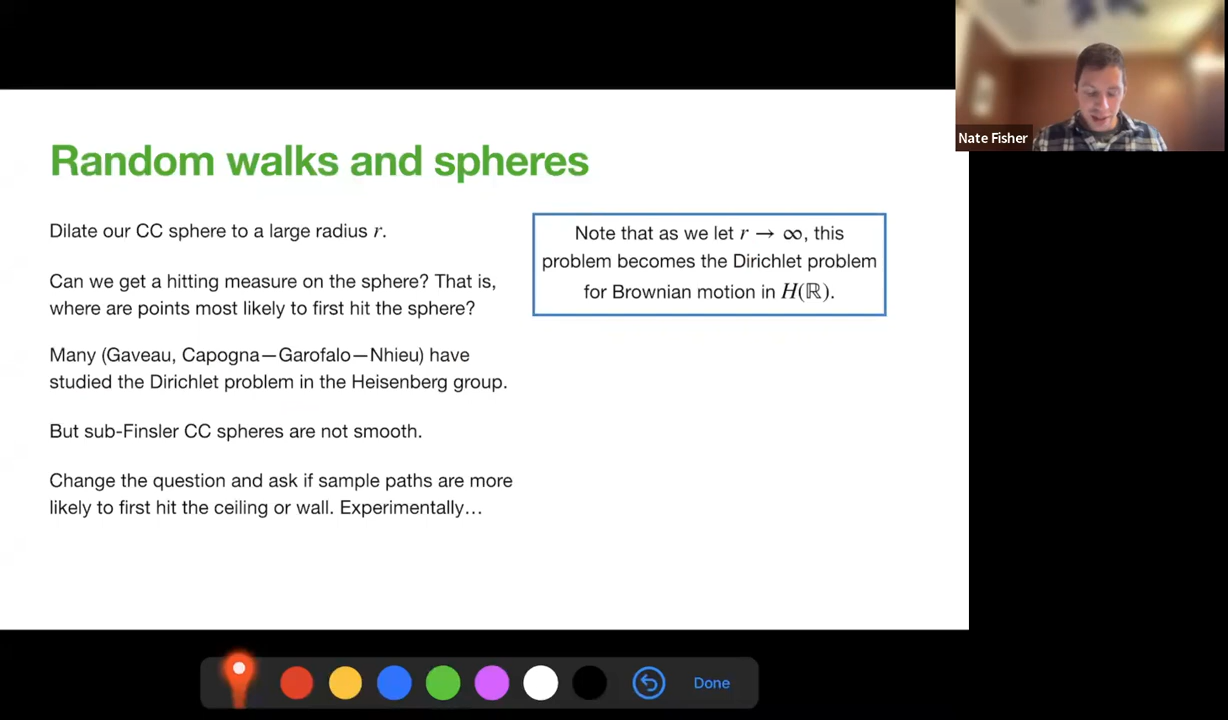 Random walks and spheres
Dilate our CC sphere to a large radius r.
Can we get a hitting measure on the sphere? That is,
where are points most likely to first hit the sphere?
Many (Gaveau, Capogna—Garofalo—Nhieu) have
studied the Dirichlet problem in the Heisenberg group.
But sub-Finsler CC spheres are not smooth.
Change the question and ask if sample paths are more
likely to first hit the ceiling or wall. Experimentally…
Note that as we let r → ∞, this
problem becomes the Dirichlet problem
for Brownian motion in H(ℝ).
Nate Fisher
Done